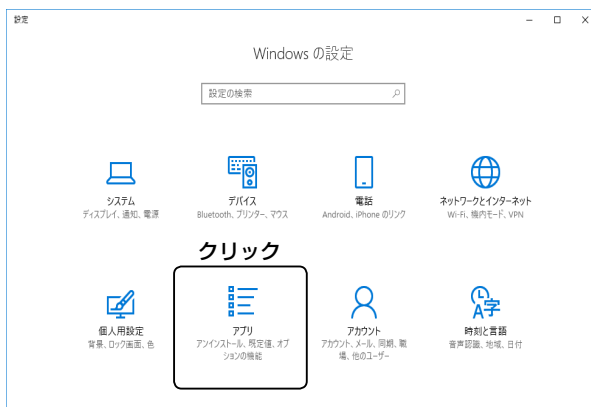 設定
Windows の設定
設定の検索
システム
ディスプレイ、通知、電源
デバイス
Bluetooth、プリンター、マウス
電話
Android、iPhone のリンク
ネットワークとインターネット
Wi-Fi、機内モード、VPN
クリック
個人用設定
背景、ロック画面、色
アプリ
アンインストール、既定値、オプ
ションの機能
アカウント
アカウント、メール、同期、職
場、他のユーザー
時刻と言語
音声認識、地域、日付